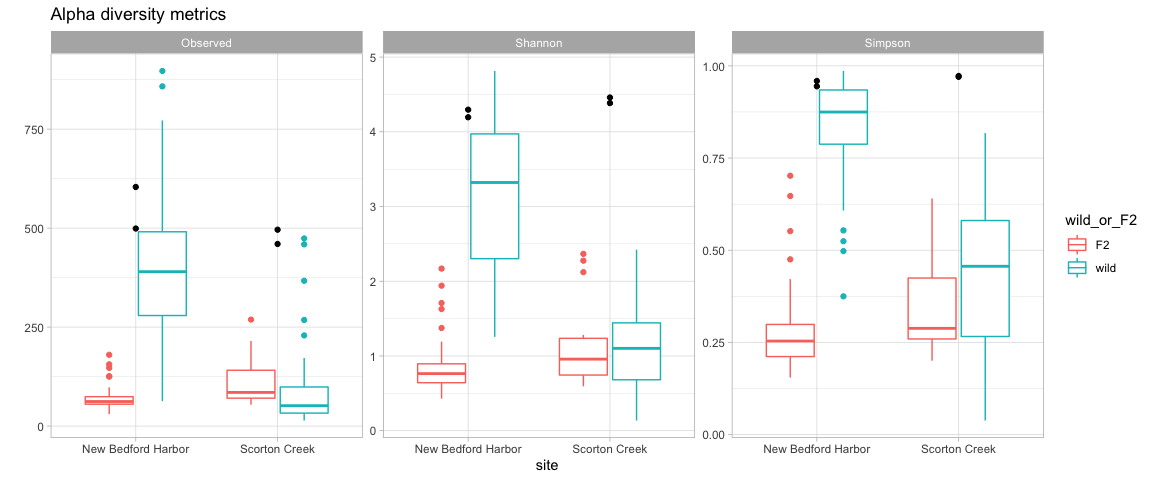 Alpha diversity metrics
Observed
Shannon
Simpson
750
500
250
0
5
4
3
2
1
0
1.00
0.75
0.50
0.25
0.00
New Bedford Harbor Scorton Creek
New Bedford Harbor Scorton Creek
New Bedford Harbor Scorton Creek
site
wild_or_F2
F2
wild